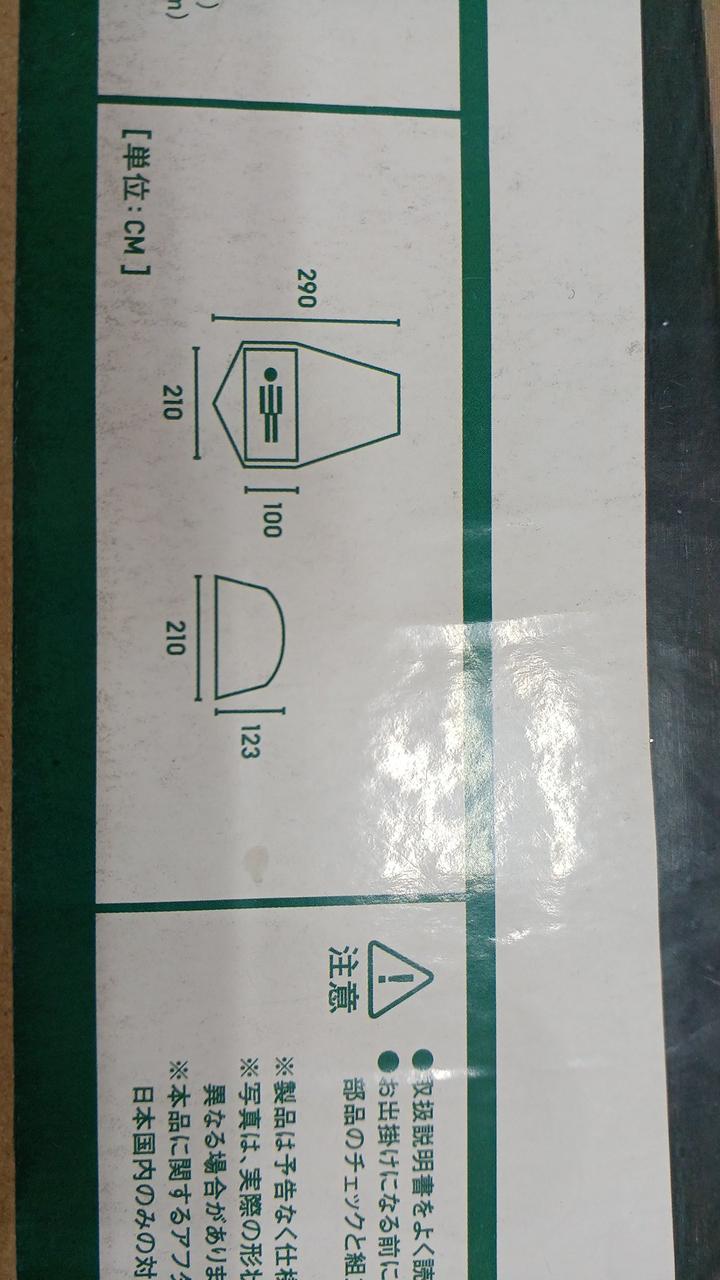 )
m)
[単位:CM]
290
210
100
210
123
注意
●取扱説明書をよく読
●お出掛けになる前に
部品のチェックと組
※製品は予告なく仕様
※写真は、実際の形状
異なる場合がありま
※本品に関するアフタ
日本国内のみの対